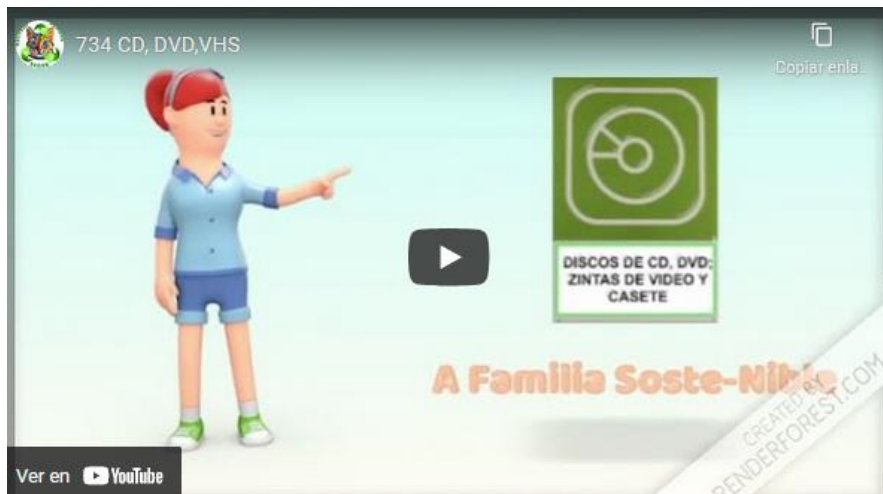 734 CD, DVD,VHS
Copiar enla...
DISCOS DE CD, DVD;
ZINTAS DE VIDEO Y
CASETE
A Familia Soste-Nible
CREATED BY
RENDERFOREST.COM
Ver en YouTube